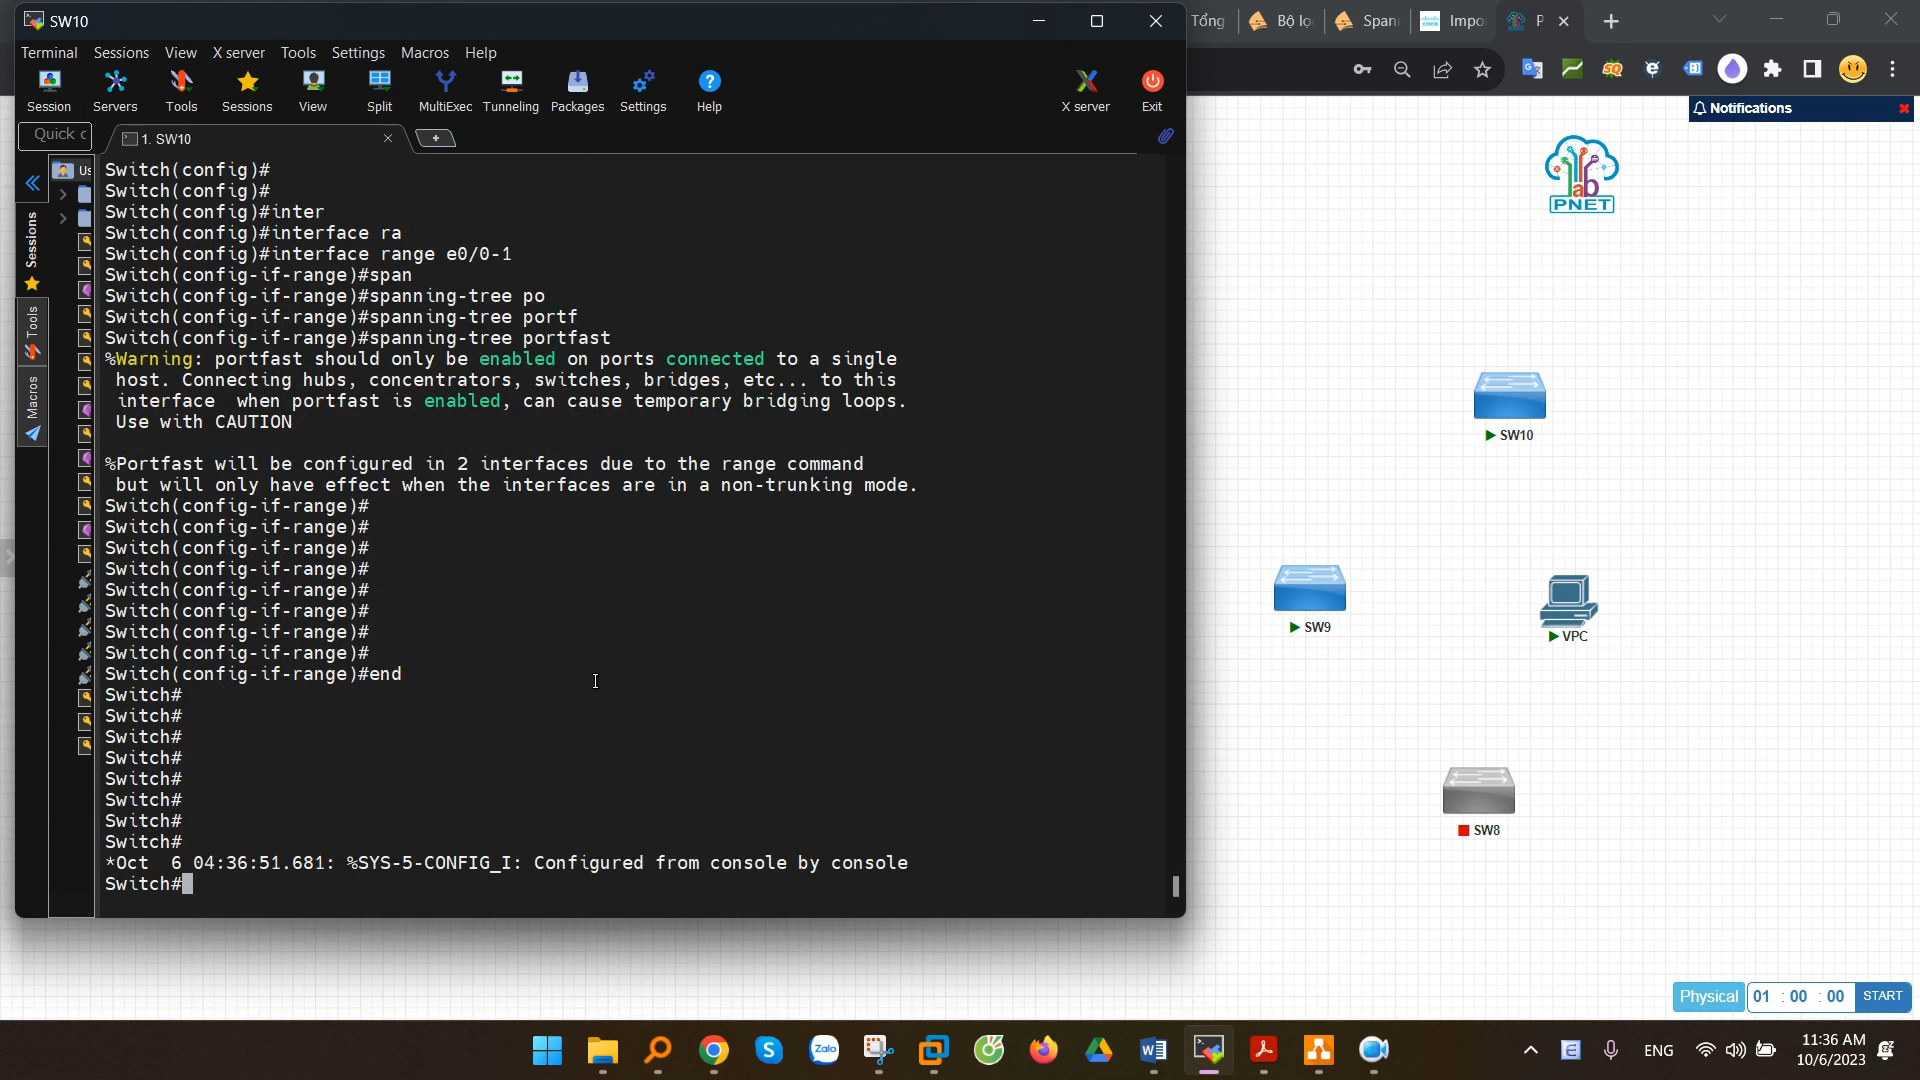 SW10
Terminal Sessions View X server Tools Settings Macros Help
Session Servers Tools Sessions View Split MultiExec Tunneling Packages Settings Help X server Exit
Quick c
1. SW10
Us
Sessions
Tools
Macros
Switch(config)#
Switch(config)#
Switch(config)#inter
Switch(config)#interface ra
Switch(config)#interface range e0/0-1
Switch(config-if-range)#span
Switch(config-if-range)#spanning-tree po
Switch(config-if-range)#spanning-tree portf
Switch(config-if-range)#spanning-tree portfast
%Warning: portfast should only be enabled on ports connected to a single
host. Connecting hubs, concentrators, switches, bridges, etc... to this
interface  when portfast is enabled, can cause temporary bridging loops.
Use with CAUTION
%Portfast will be configured in 2 interfaces due to the range command
but will only have effect when the interfaces are in a non-trunking mode.
Switch(config-if-range)#
Switch(config-if-range)#
Switch(config-if-range)#
Switch(config-if-range)#
Switch(config-if-range)#
Switch(config-if-range)#
Switch(config-if-range)#
Switch(config-if-range)#
Switch(config-if-range)#end
Switch#
Switch#
Switch#
Switch#
Switch#
Switch#
Switch#
Switch#
*Oct  6 04:36:51.681: %SYS-5-CONFIG_I: Configured from console by console
Switch#
Tổng Bộ lọ Span Impo P
Notifications
lab
PNET
SW10
SW9
VPC
SW8
Physical 01 : 00 : 00 START
Zalo
ENG
11:36 AM
10/6/2023